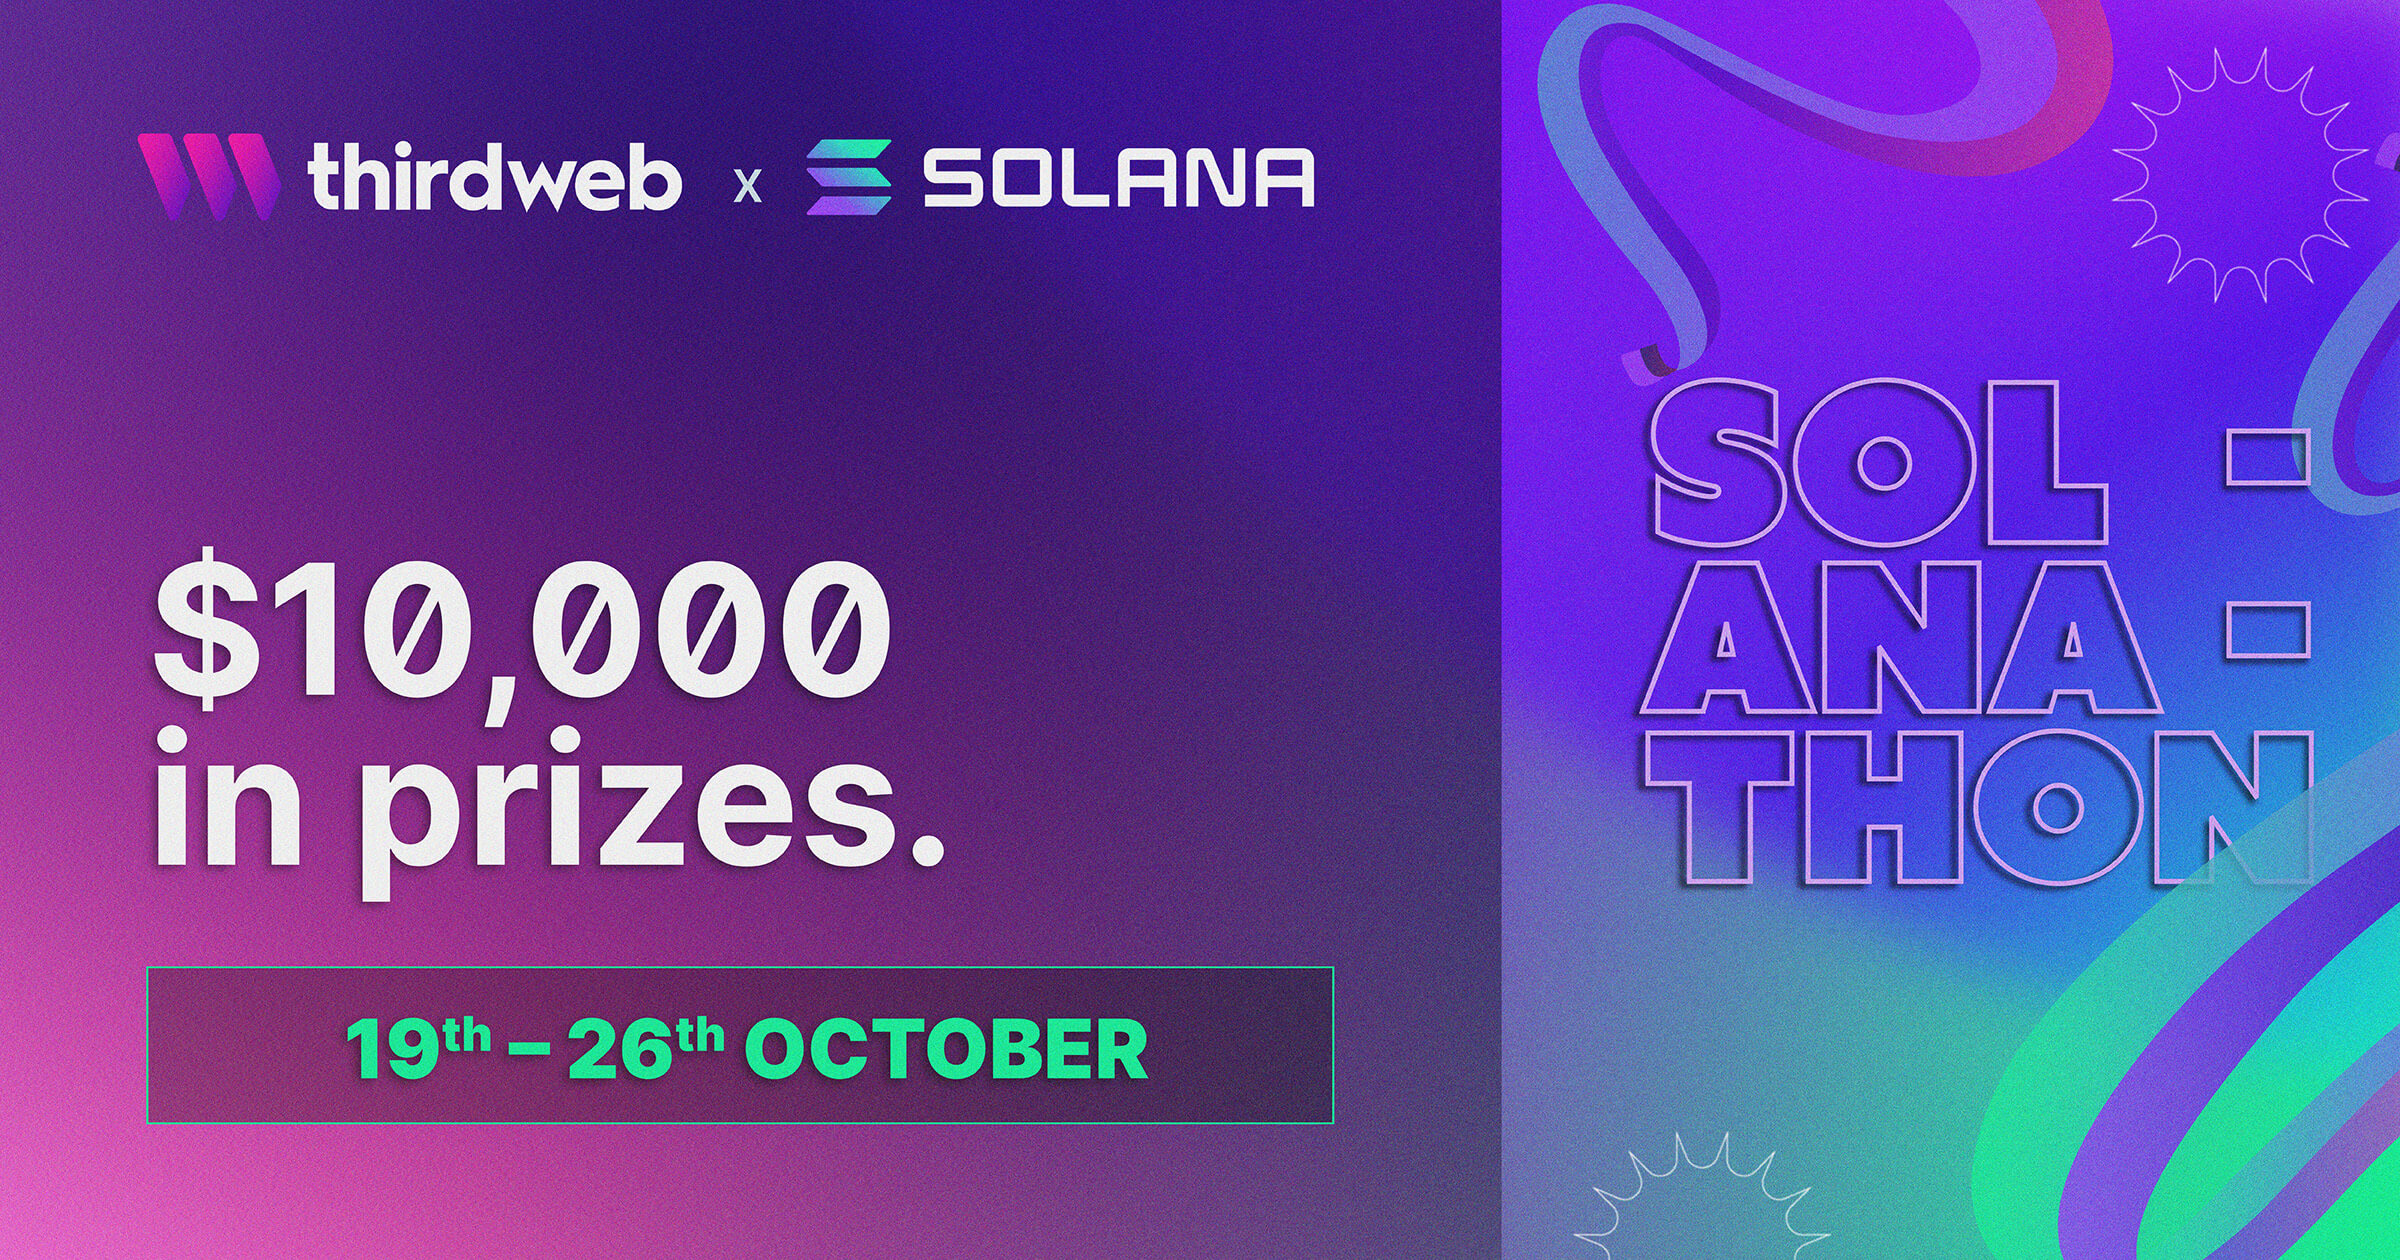 thirdweb x SOLANA
$10,000
in prizes.
19th – 26th OCTOBER
SOL -
ANA -
THON